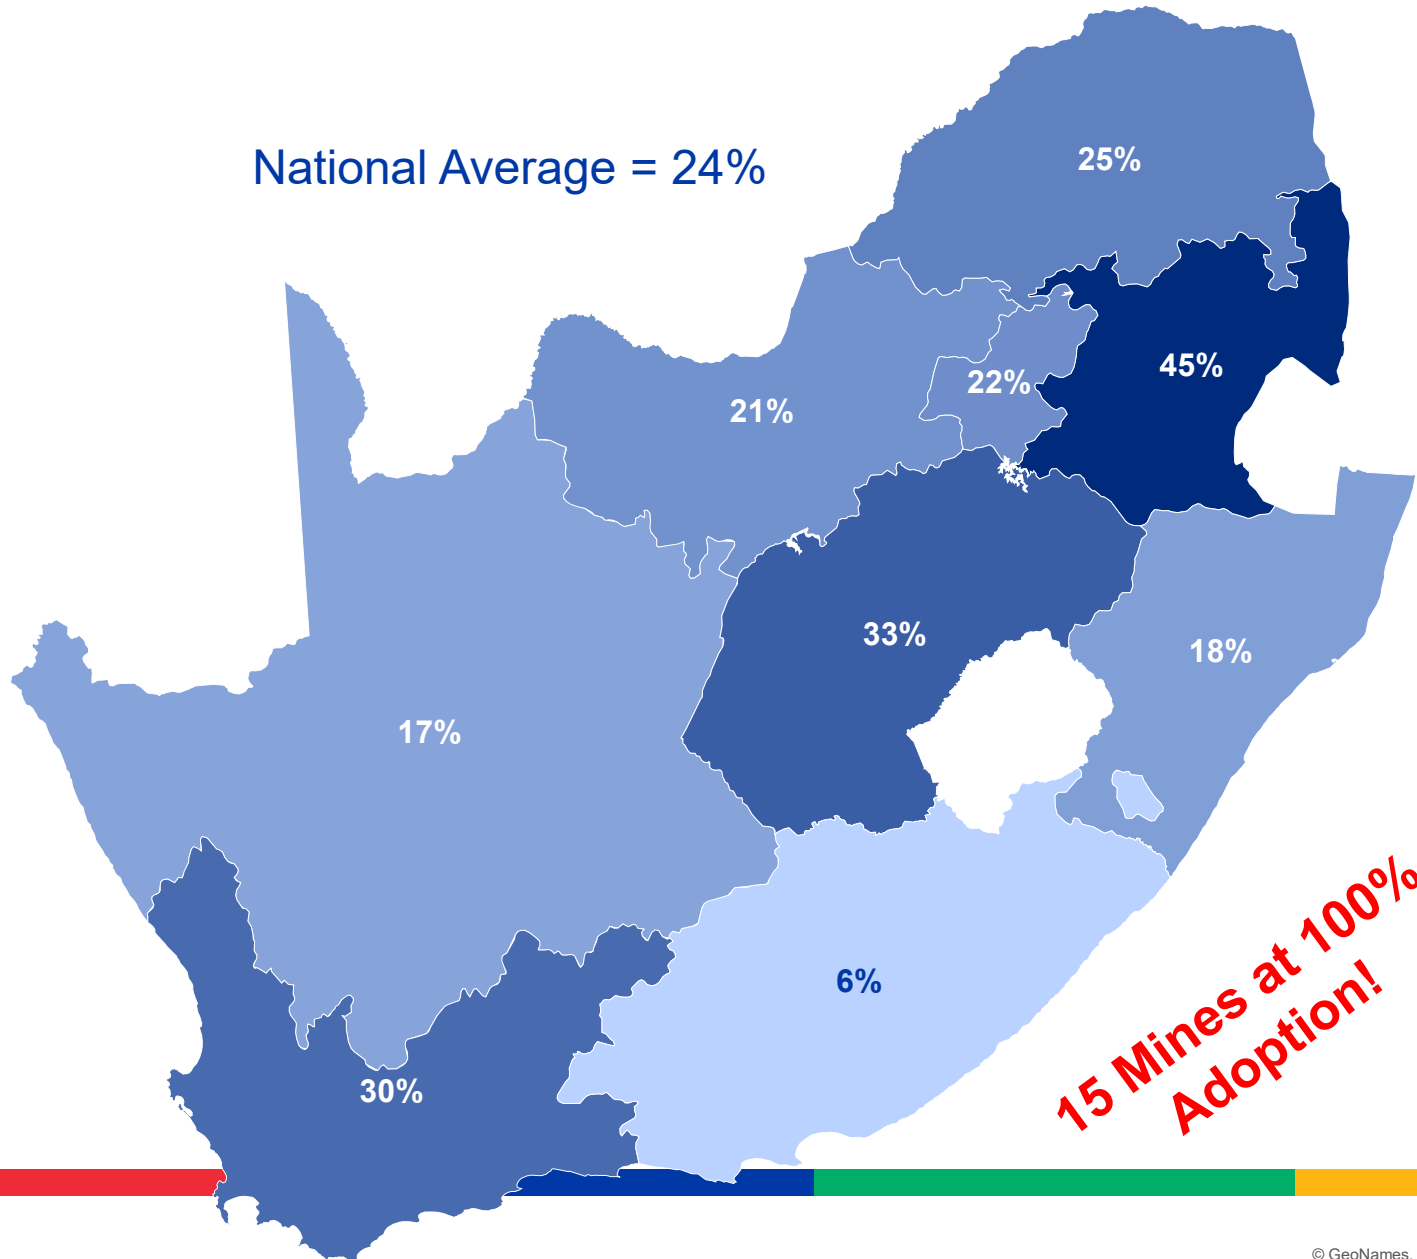 National Average = 24%
25%
45%
22%
21%
33%
18%
17%
6%
30%
15 Mines at 100%
Adoption!
© GeoNames,